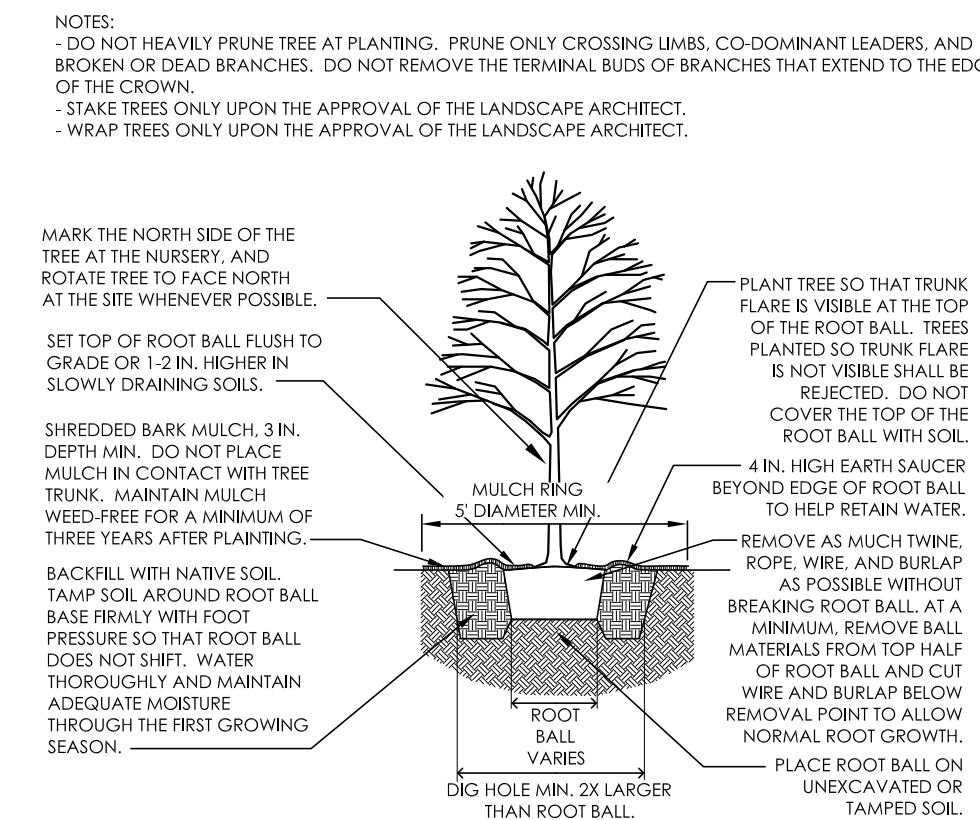 NOTES:
- DO NOT HEAVILY PRUNE TREE AT PLANTING. PRUNE ONLY CROSSING LIMBS, CO-DOMINANT LEADERS, AND
BROKEN OR DEAD BRANCHES. DO NOT REMOVE THE TERMINAL BUDS OF BRANCHES THAT EXTEND TO THE
OF THE CROWN.
- STAKE TREES ONLY UPON THE APPROVAL OF THE LANDSCAPE ARCHITECT.
- WRAP TREES ONLY UPON THE APPROVAL OF THE LANDSCAPE ARCHITECT.
MARK THE NORTH SIDE OF THE
TREE AT THE NURSERY, AND
ROTATE TREE TO FACE NORTH
AT THE SITE WHENEVER POSSIBLE.
SET TOP OF ROOT BALL FLUSH TO
GRADE OR 1-2 IN. HIGHER IN
SLOWLY DRAINING SOILS.
SHREDDED BARK MULCH, 3 IN.
DEPTH MIN. DO NOT PLACE
MULCH IN CONTACT WITH TREE
TRUNK. MAINTAIN MULCH
WEED-FREE FOR A MINIMUM OF
THREE YEARS AFTER PLAINTING.
BACKFILL WITH NATIVE SOIL.
TAMP SOIL AROUND ROOT BALL
BASE FIRMLY WITH FOOT
PRESSURE SO THAT ROOT BALL
DOES NOT SHIFT. WATER
THOROUGHLY AND MAINTAIN
ADEQUATE MOISTURE
THROUGH THE FIRST GROWING
SEASON.
MULCH RING
5' DIAMETER MIN.
ROOT
BALL
VARIES
DIG HOLE MIN. 2X LARGER
THAN ROOT BALL.
PLANT TREE SO THAT TRUNK
FLARE IS VISIBLE AT THE TOP
OF THE ROOT BALL. TREES
PLANTED SO TRUNK FLARE
IS NOT VISIBLE SHALL BE
REJECTED. DO NOT
COVER THE TOP OF THE
ROOT BALL WITH SOIL.
4 IN. HIGH EARTH SAUCER
BEYOND EDGE OF ROOT BALL
TO HELP RETAIN WATER.
REMOVE AS MUCH TWINE,
ROPE, WIRE, AND BURLAP
AS POSSIBLE WITHOUT
BREAKING ROOT BALL. AT A
MINIMUM, REMOVE BALL
MATERIALS FROM TOP HALF
OF ROOT BALL AND CUT
WIRE AND BURLAP BELOW
REMOVAL POINT TO ALLOW
NORMAL ROOT GROWTH.
PLACE ROOT BALL ON
UNEXCAVATED OR
TAMPED SOIL.